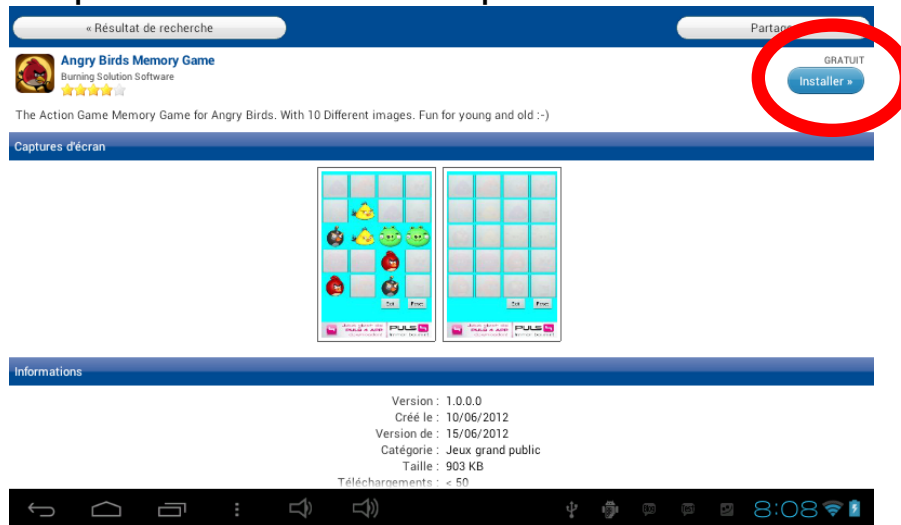 « Résultat de recherche
Partage
Angry Birds Memory Game
Burning Solution Software
GRATUIT
Installer »
The Action Game Memory Game for Angry Birds. With 10 Different images. Fun for young and old :-)
Captures d'écran
PULS
PULS
Informations
Version : 1.0.0.0
Créé le : 10/06/2012
Version de : 15/06/2012
Catégorie : Jeux grand public
Taille : 903 KB
Téléchargements : < 50
8:08